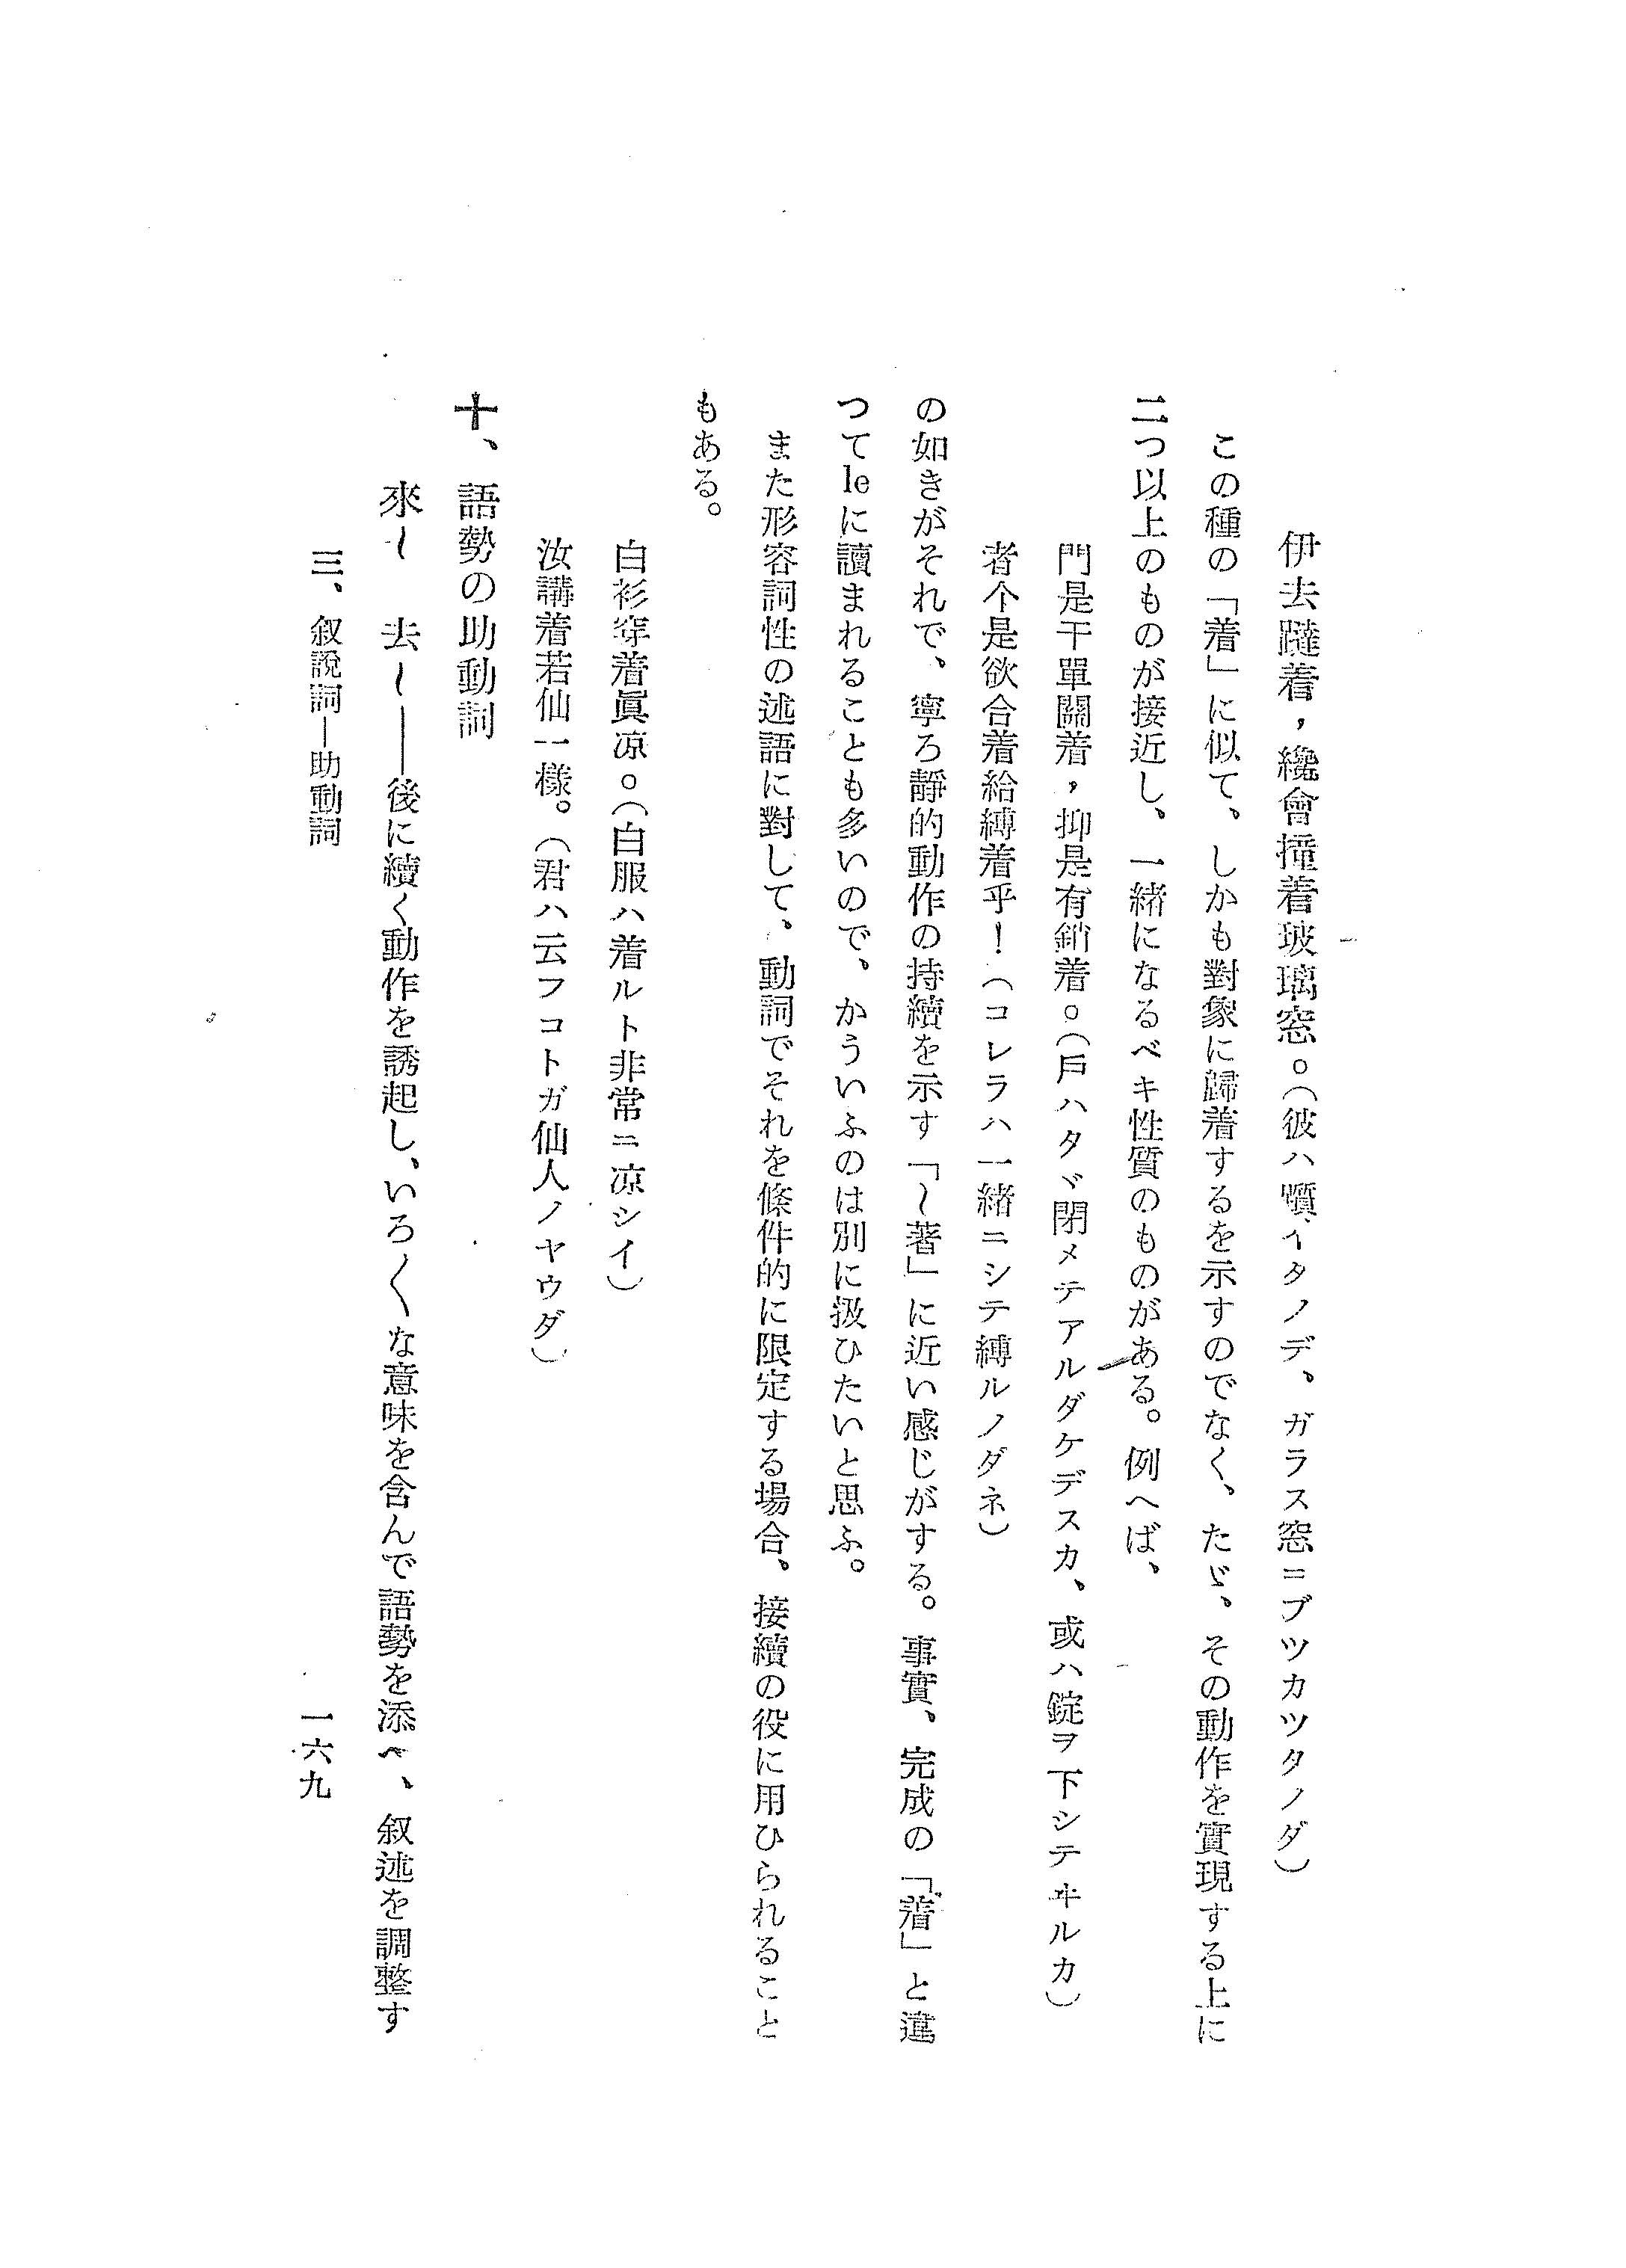 伊去躂着，纔會撞着玻璃窓。（彼ハ躓イタノデ、ガラス窓ニブツカツタノダ）
この種の「着」に似て、しかも對象に歸着するを示すのでなく、たゞ、その動作を實現する上に
二つ以上のものが接近し、一緒になるベキ性質のものがある。例へば、
門是干單關着，抑是有銷着。（戸ハタヾ閉メテアルダケデスカ、或ハ錠ヲ下シテヰルカ）
者个是欲合着給縛着乎！（コレラハ一緒ニシテ縛ルノダネ）
の如きがそれで、寧ろ靜的動作の持續を示す「〜著」に近い感じがする。事實、完成の「着」と違
つてleに讀まれることも多いので、かういふのは別に扱ひたいと思ふ。
また形容詞性の述語に對して、動詞でそれを條件的に限定する場合、接續の役に用ひられること
もある。
白衫穿着眞凉。（白服ハ着ルト非常ニ凉シイ）
汝講着若仙一樣。（君ハ云フコトガ仙人ノヤウダ）
十、語勢の助動詞
來〜　去〜――後に續く動作を誘起し、いろ〱な意味を含んで語勢を添へ、叙述を調整す
三、叙說詞―助動詞
一六九